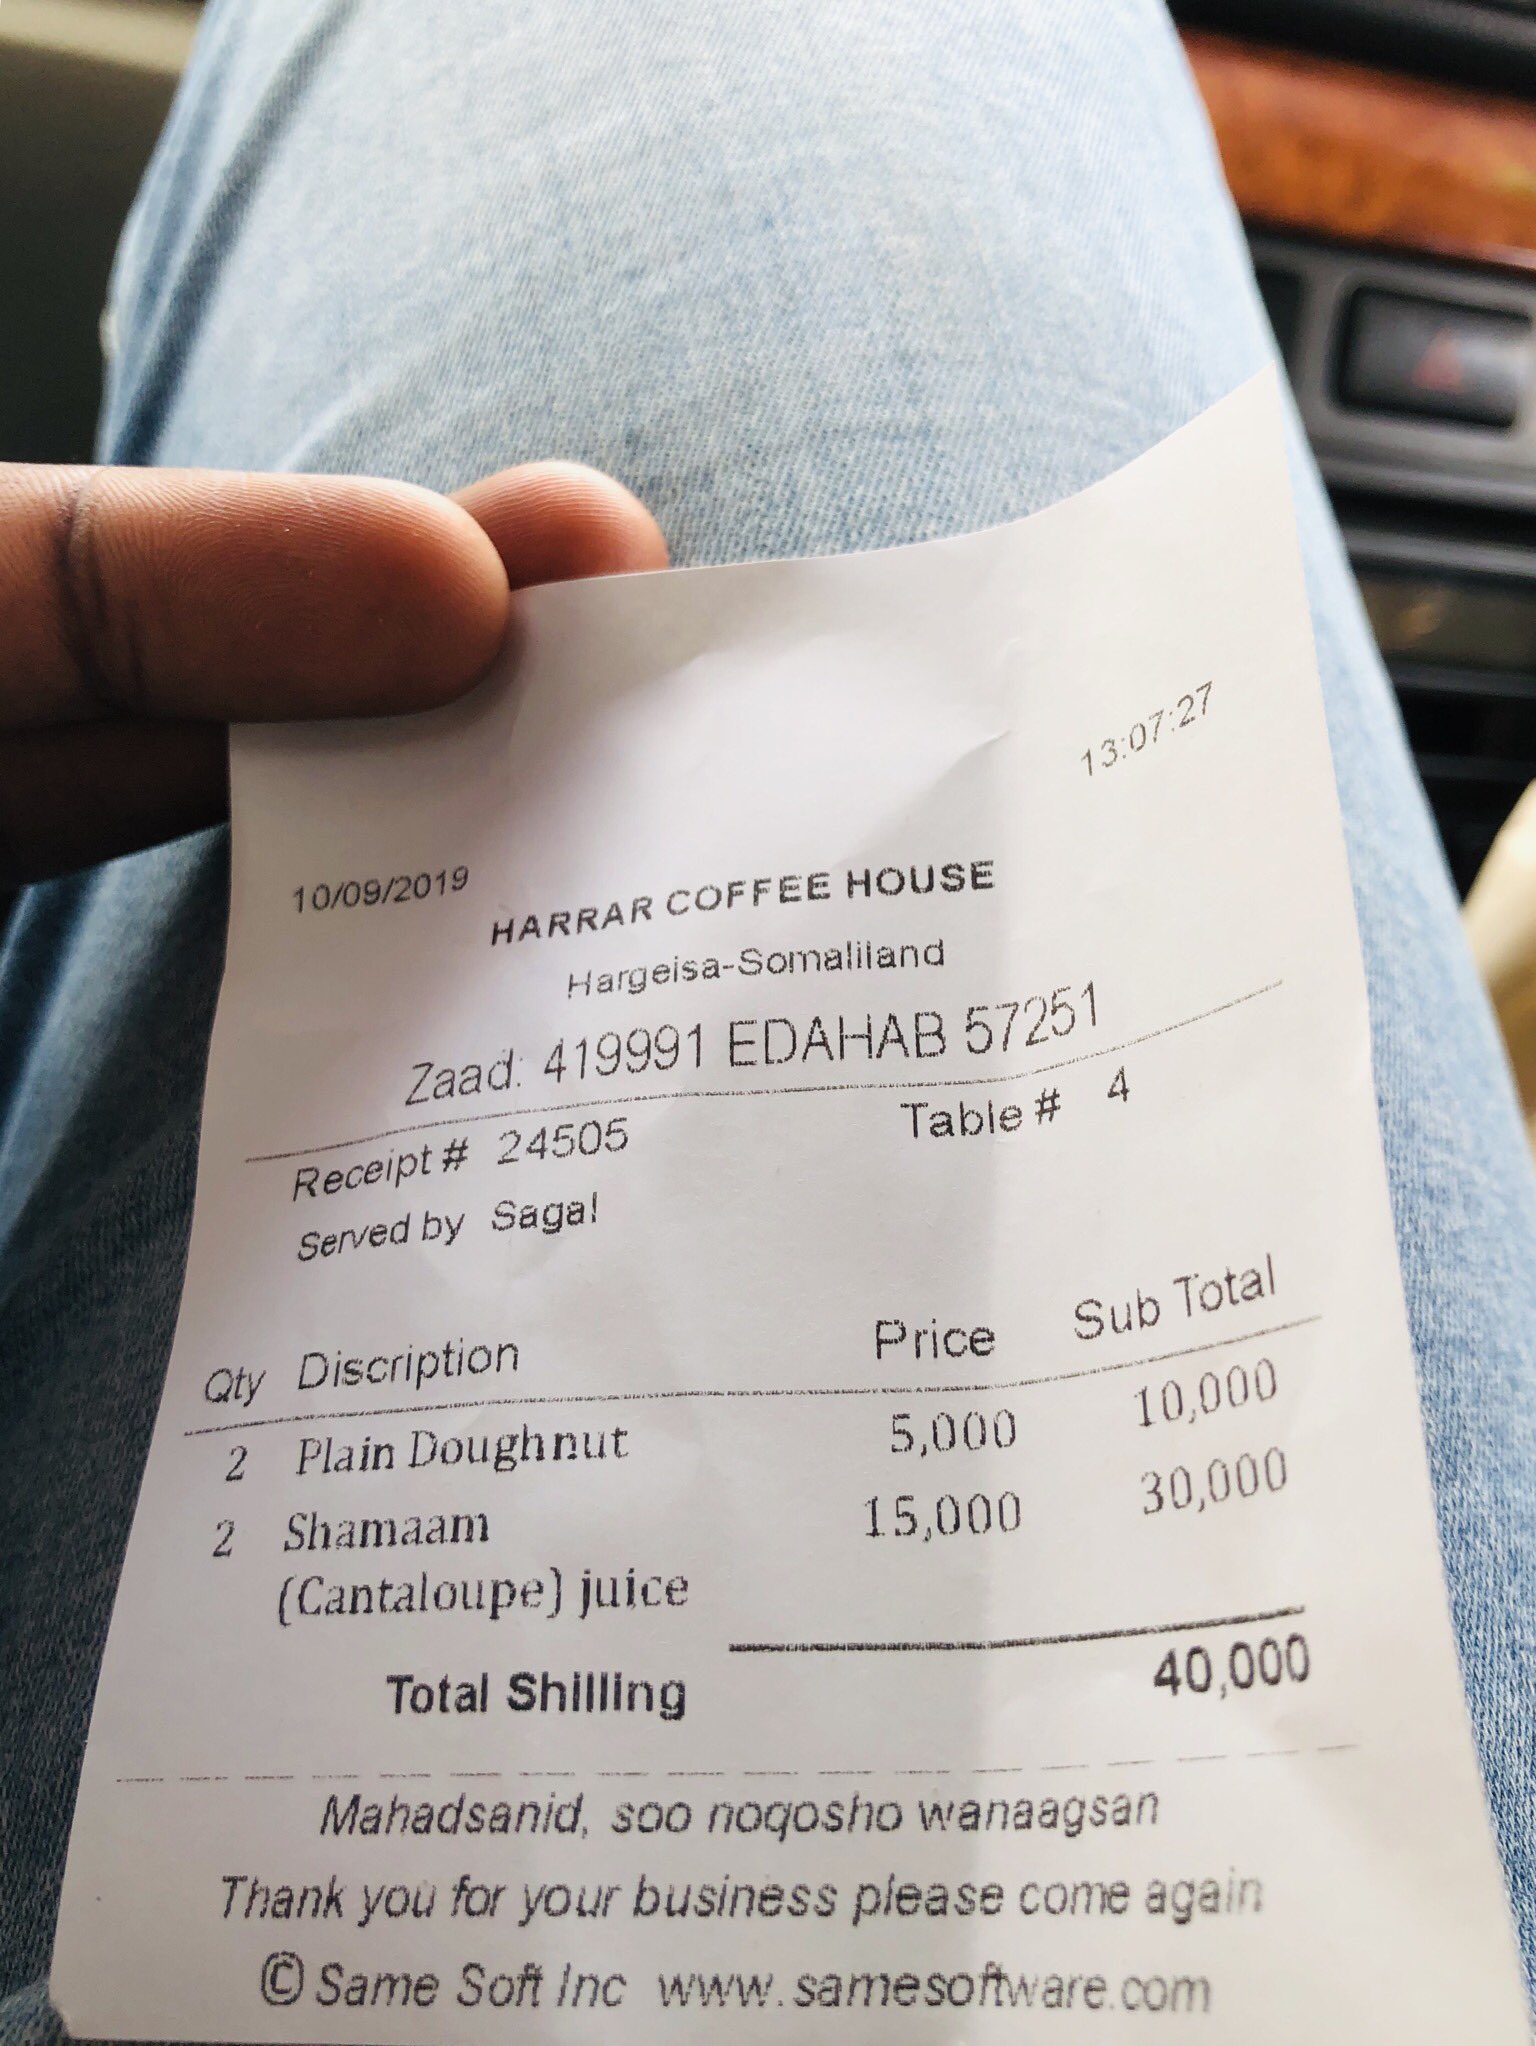 13:07:27
10/09/2019
HARRAR COFFEE HOUSE
Hargeisa-Somaliland
Zaad: 419991 EDAHAB 57251
Receipt # 24505 Table # 4
Served by Sagal
Qty Discription Price Sub Total
2 Plain Doughnut 5,000 10,000
2 Shamaam 15,000 30,000
(Cantaloupe) juice
Total Shilling 40,000
Mahadsanid, soo noqosho wanaagsan
Thank you for your business please come again
© Same Soft Inc www.samesoftware.com